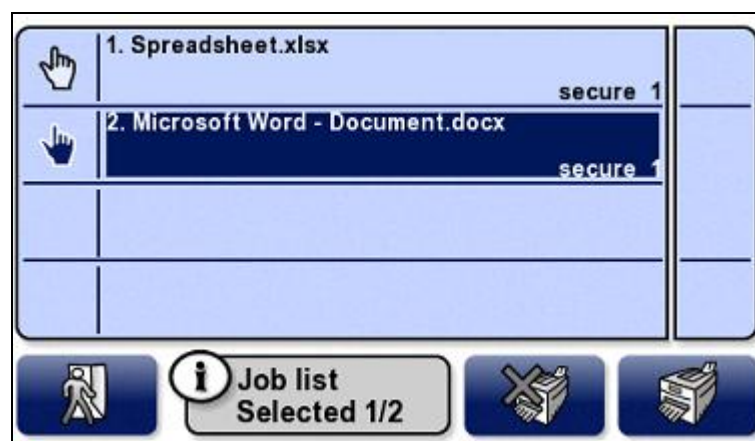 1. Spreadsheet.xlsx
secure 1
2. Microsoft Word - Document.docx
secure 1
i
Job list
Selected 1/2